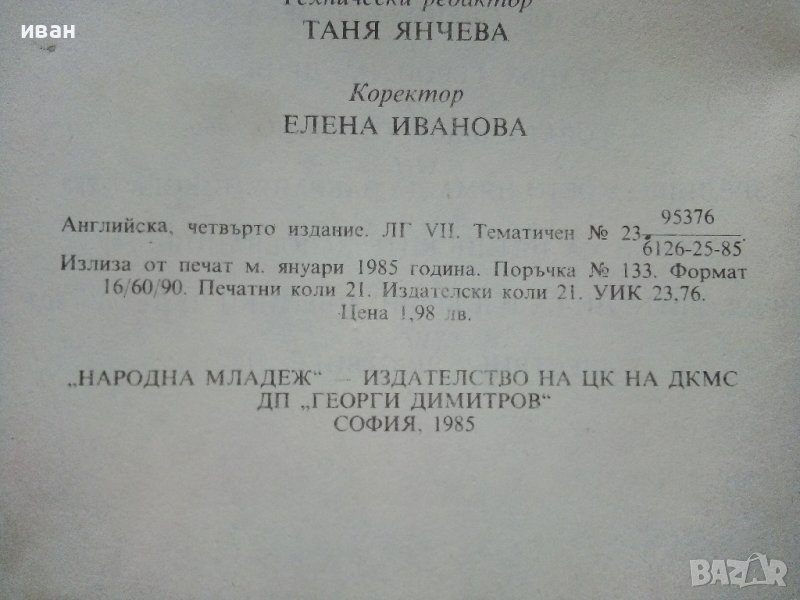 иван
Технически редактор
ТАНЯ ЯНЧЕВА
Коректор
ЕЛЕНА ИВАНОВА
Английска, четвърто издание. ЛГ VII. Тематичен № 23. 95376
6126-25-85
Излиза от печат м. януари 1985 година. Поръчка № 133. Формат
16/60/90. Печатни коли 21. Издателски коли 21. УИК 23,76.
Цена 1,98 лв.
„НАРОДНА МЛАДЕЖ“ — ИЗДАТЕЛСТВО НА ЦК НА ДКМС
ДП „ГЕОРГИ ДИМИТРОВ“
СОФИЯ, 1985
BAZAR